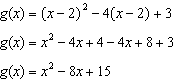 g(x) = (x − 2)² − 4(x − 2) + 3
g(x) = x² − 4x + 4 − 4x + 8 + 3
g(x) = x² − 8x + 15